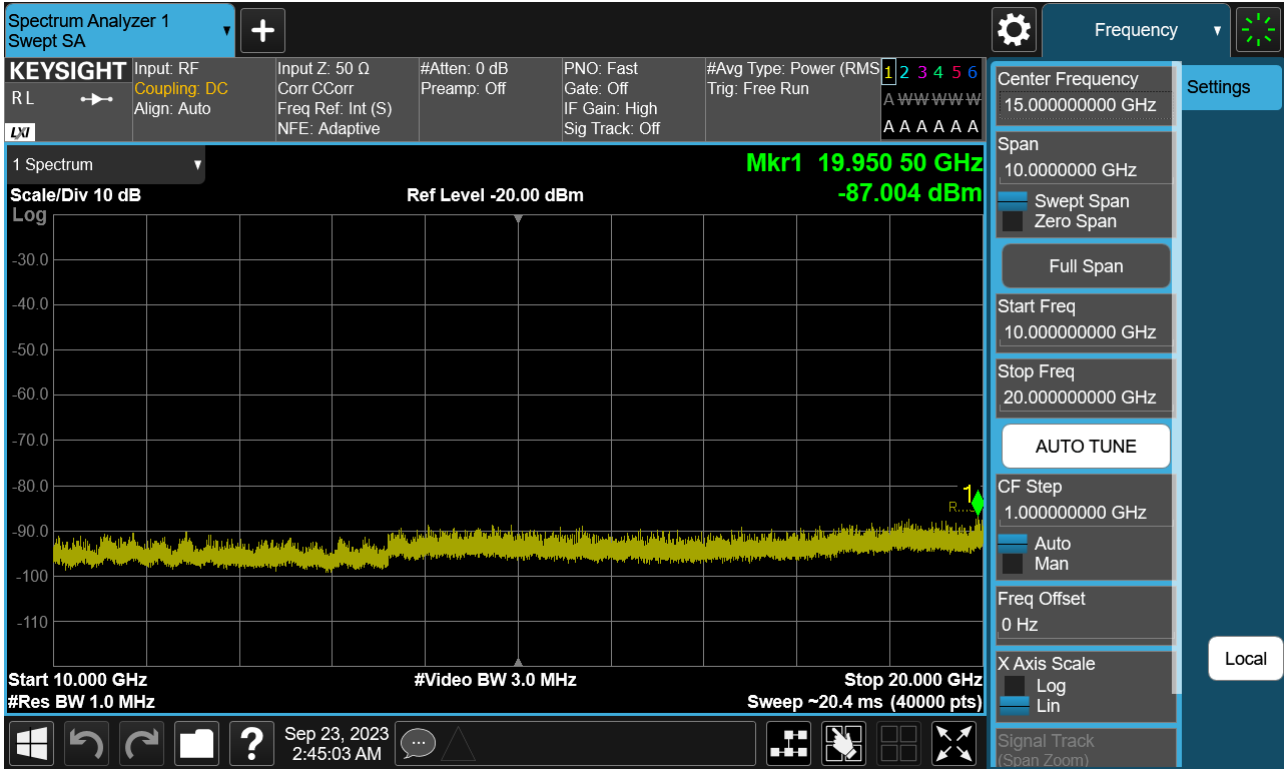 Spectrum Analyzer 1
Swept SA
Frequency
KEYSIGHT
R L
LXI
Input: RF
Coupling: DC
Align: Auto
Input Z: 50 Ω
Corr CCorr
Freq Ref: Int (S)
NFE: Adaptive
#Atten: 0 dB
Preamp: Off
PNO: Fast
Gate: Off
IF Gain: High
Sig Track: Off
#Avg Type: Power (RMS
Trig: Free Run
1 2 3 4 5 6
A W W W W W
A A A A A A
1 Spectrum
Mkr1 19.950 50 GHz
-87.004 dBm
Scale/Div 10 dB
Ref Level -20.00 dBm
Log
-30.0
-40.0
-50.0
-60.0
-70.0
-80.0
-90.0
-100
-110
1
R...
Start 10.000 GHz
#Video BW 3.0 MHz
Stop 20.000 GHz
#Res BW 1.0 MHz
Sweep ~20.4 ms (40000 pts)
Center Frequency
15.000000000 GHz
Span
10.0000000 GHz
Swept Span
Zero Span
Full Span
Start Freq
10.000000000 GHz
Stop Freq
20.000000000 GHz
AUTO TUNE
CF Step
1.000000000 GHz
Auto
Man
Freq Offset
0 Hz
X Axis Scale
Log
Lin
Signal Track
(Span Zoom)
Settings
Local
?
Sep 23, 2023
2:45:03 AM